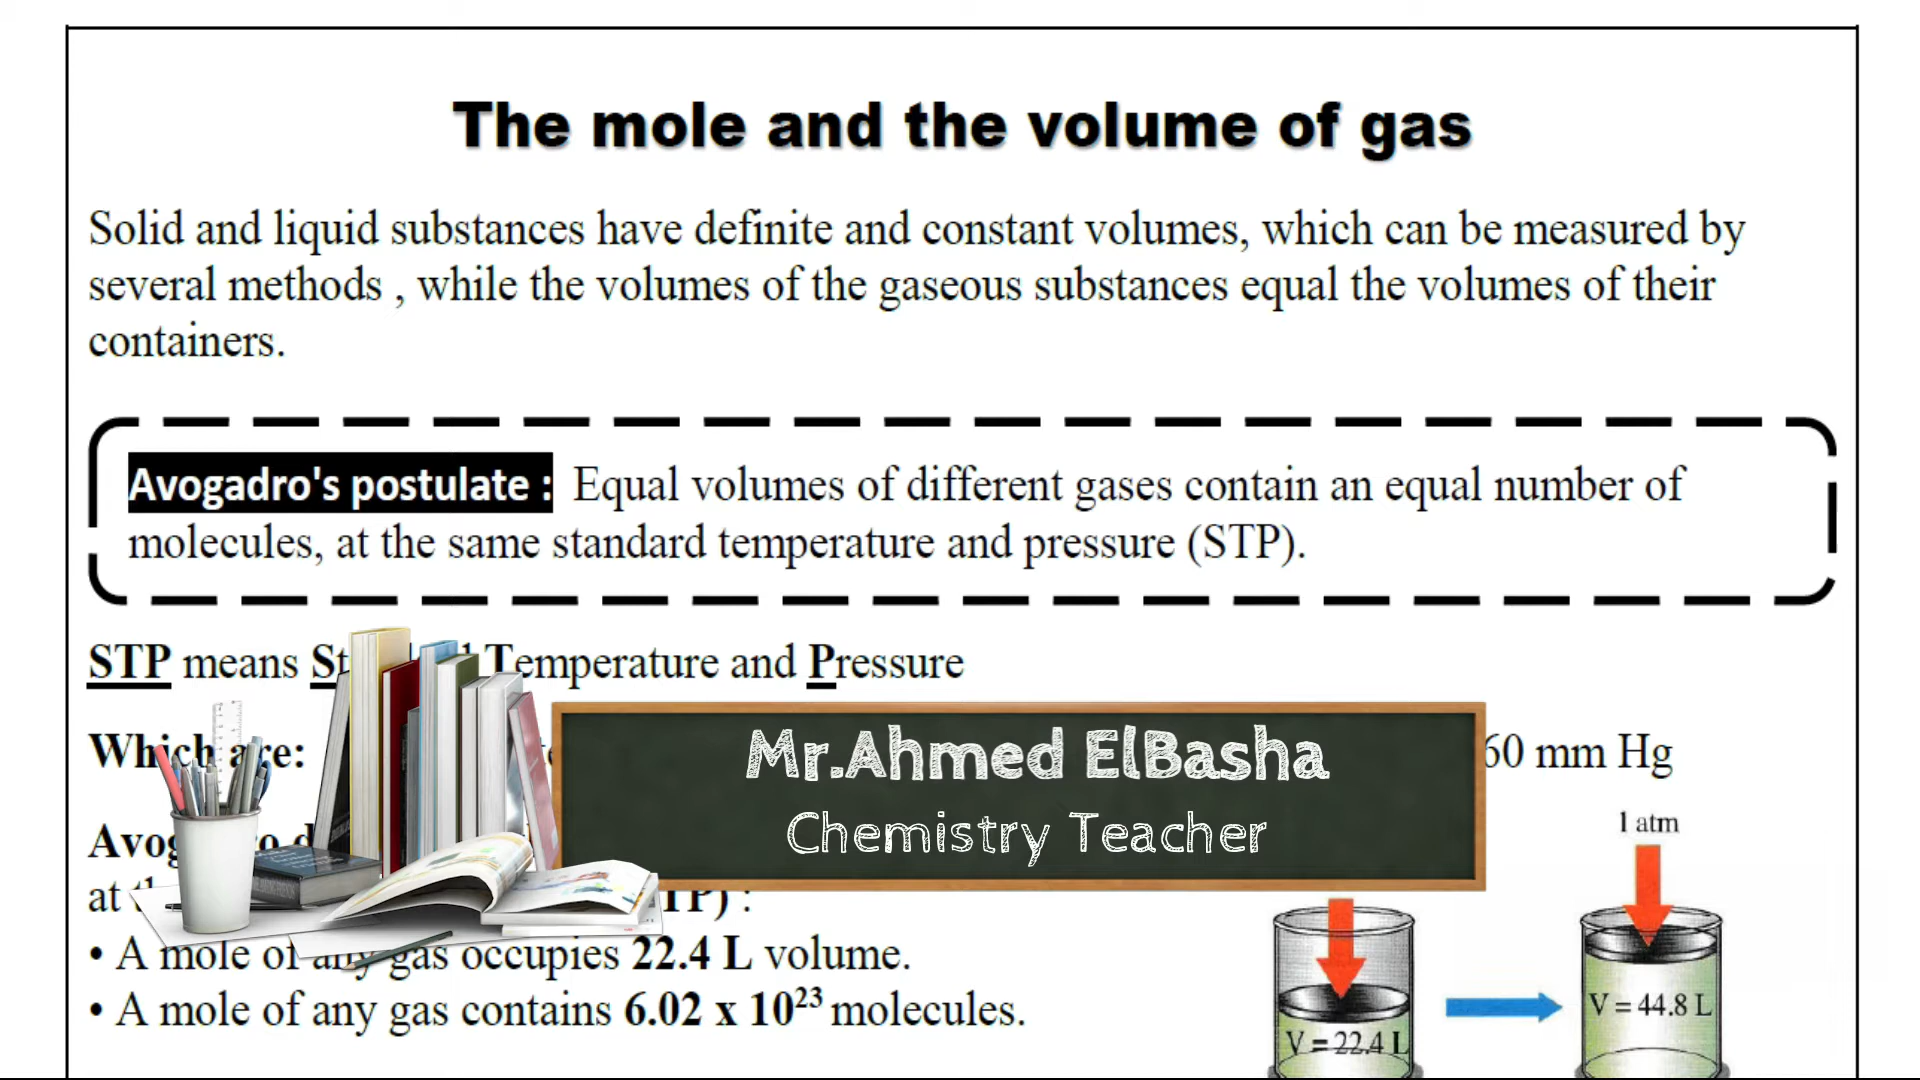 The mole and the volume of gas
Solid and liquid substances have definite and constant volumes, which can be measured by
several methods , while the volumes of the gaseous substances equal the volumes of their
containers.
Avogadro's postulate : Equal volumes of different gases contain an equal number of
molecules, at the same standard temperature and pressure (STP).
STP means Temperature and Pressure
Which are: 60 mm Hg
Mr.Ahmed ElBasha
Chemistry Teacher
1 atm
at
• A mole of any gas occupies 22.4 L volume.
• A mole of any gas contains 6.02 x 10²³ molecules.
V = 22.4 L
V = 44.8 L